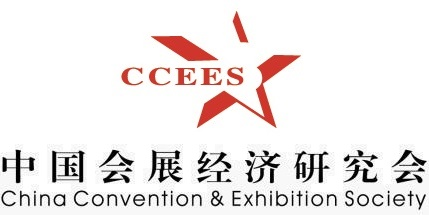 CCEES
中国会展经济研究会
China Convention & Exhibition Society